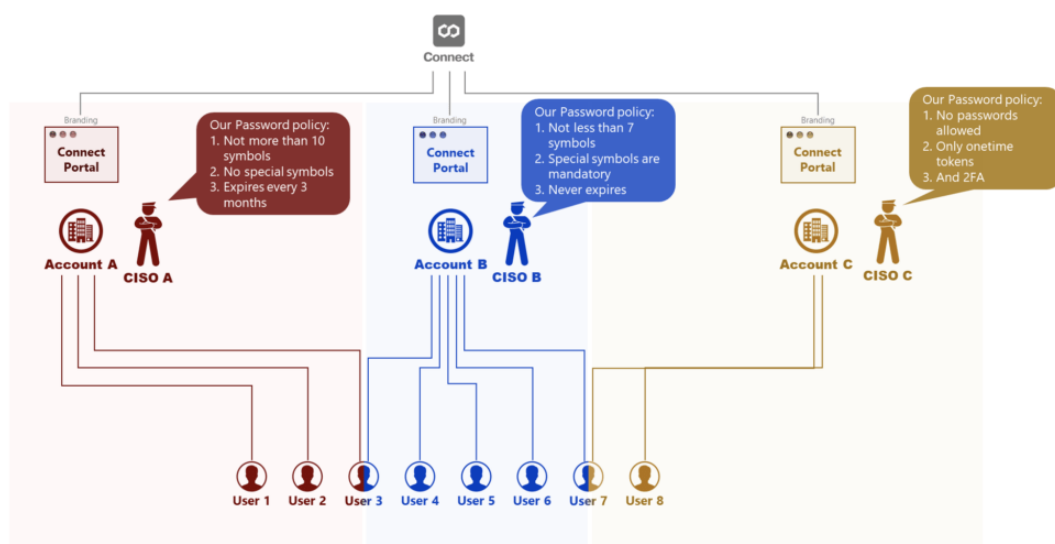 Connect
Branding
Connect
Portal
Our Password policy:
1. Not more than 10
symbols
2. No special symbols
3. Expires every 3
months
Account A
CISO A
Branding
Connect
Portal
Our Password policy:
1. Not less than 7
symbols
2. Special symbols are
mandatory
3. Never expires
Account B
CISO B
Branding
Connect
Portal
Our Password policy:
1. No passwords
allowed
2. Only onetime
tokens
3. And 2FA
Account C
CISO C
User 1
User 2
User 3
User 4
User 5
User 6
User 7
User 8